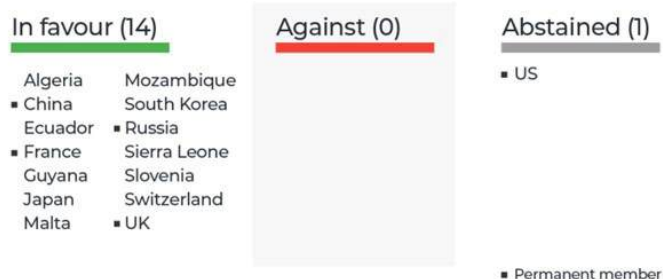 In favour (14)
Against (0)
Abstained (1)
Algeria
▪ China
Ecuador
▪ France
Guyana
Japan
Malta
Mozambique
South Korea
▪ Russia
Sierra Leone
Slovenia
Switzerland
▪ UK
▪ US
▪ Permanent member